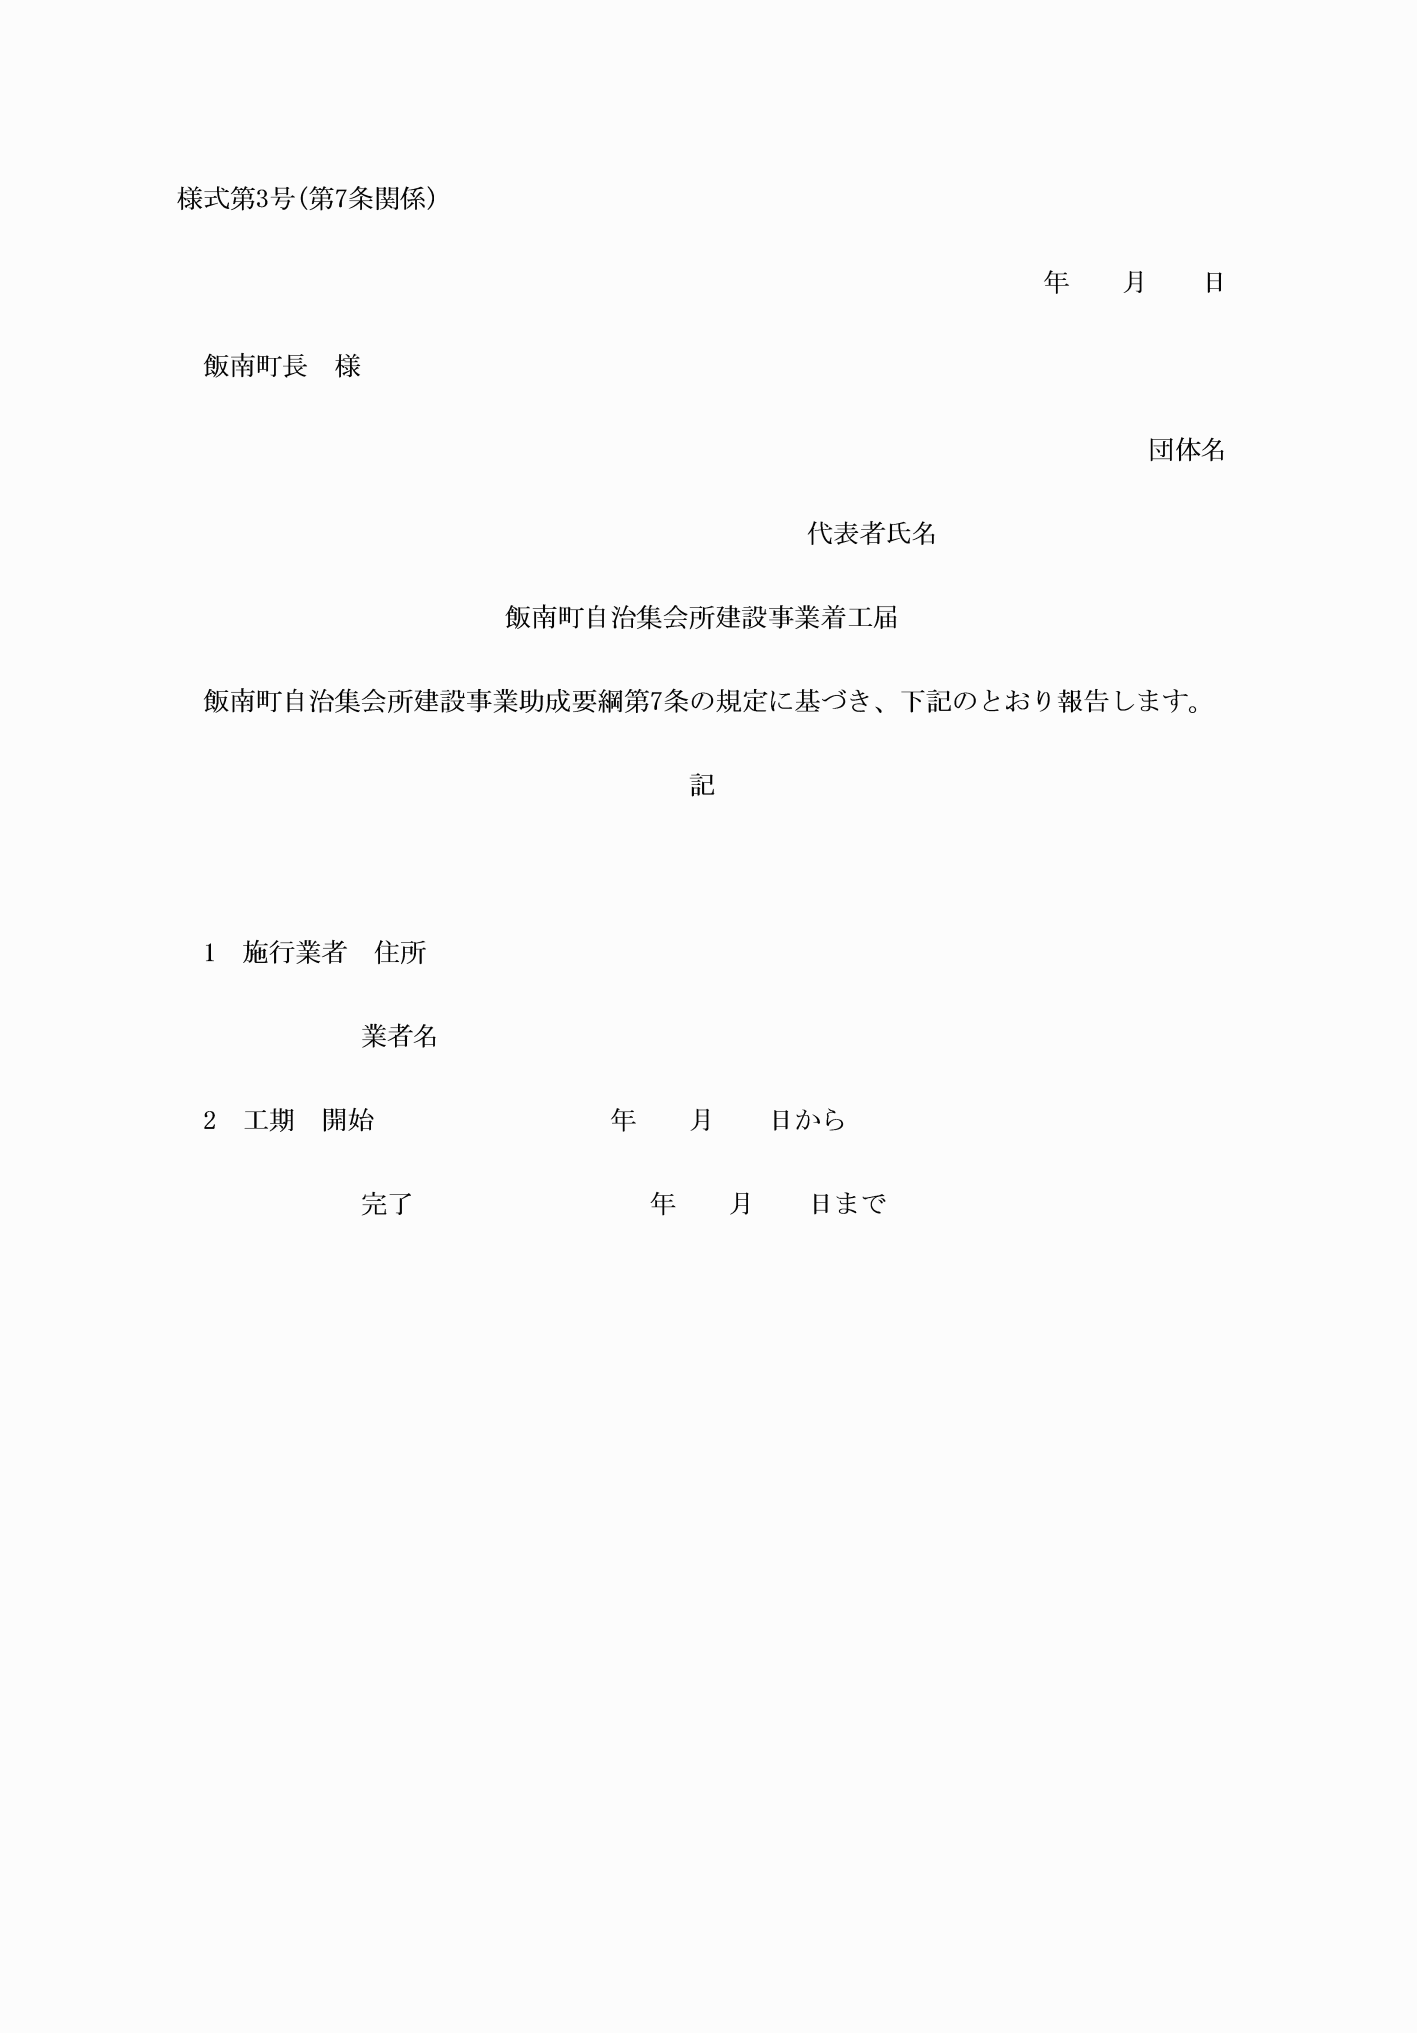 様式第3号(第7条関係)
年　　月　　日
飯南町長　様
団体名
代表者氏名
飯南町自治集会所建設事業着工届
飯南町自治集会所建設事業助成要綱第7条の規定に基づき、下記のとおり報告します。
記
1　施行業者　住所
業者名
2　工期　開始　　　　　　　　　年　　月　　日から
完了　　　　　　　　　年　　月　　日まで